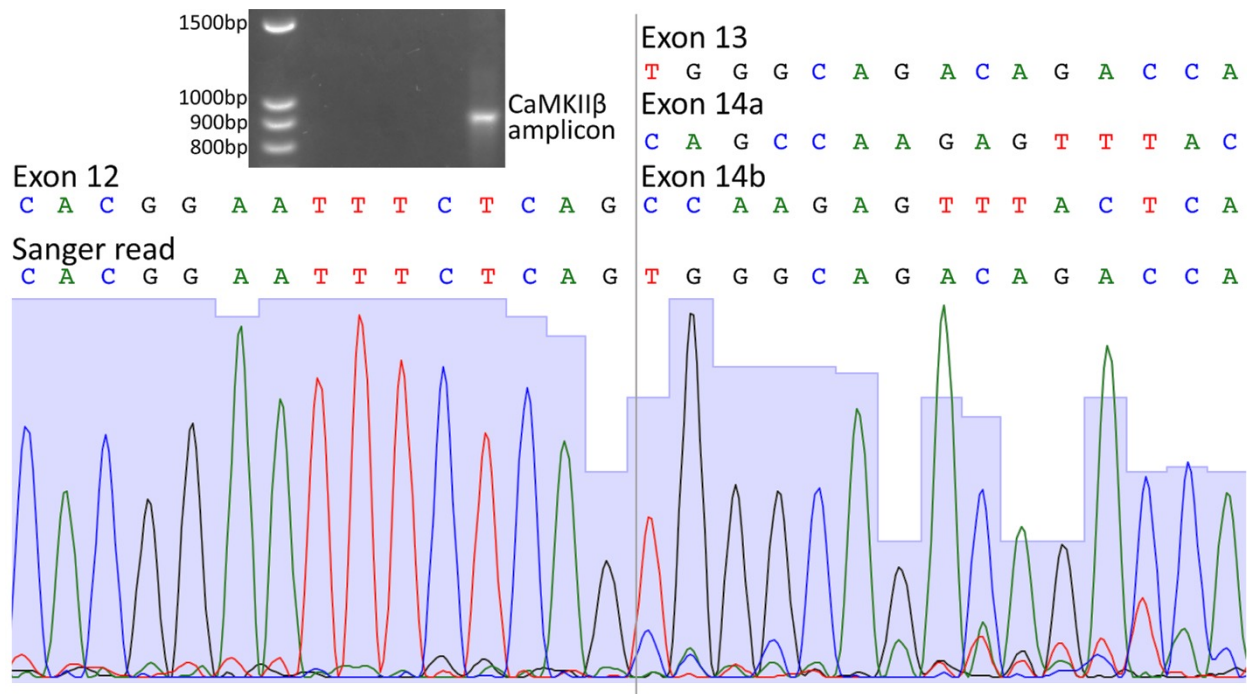 1500bp
1000bp
900bp
800bp
CaMKIIβ
amplicon
Exon 13
T G G G C A G A C A G A C C A
Exon 14a
C A G C C A A G A G T T T A C
Exon 12
C A C G G A A T T T C T C A G
Exon 14b
C C A A G A G T T T A C T C A
Sanger read
C A C G G A A T T T C T C A G T G G G C A G A C A G A C C A